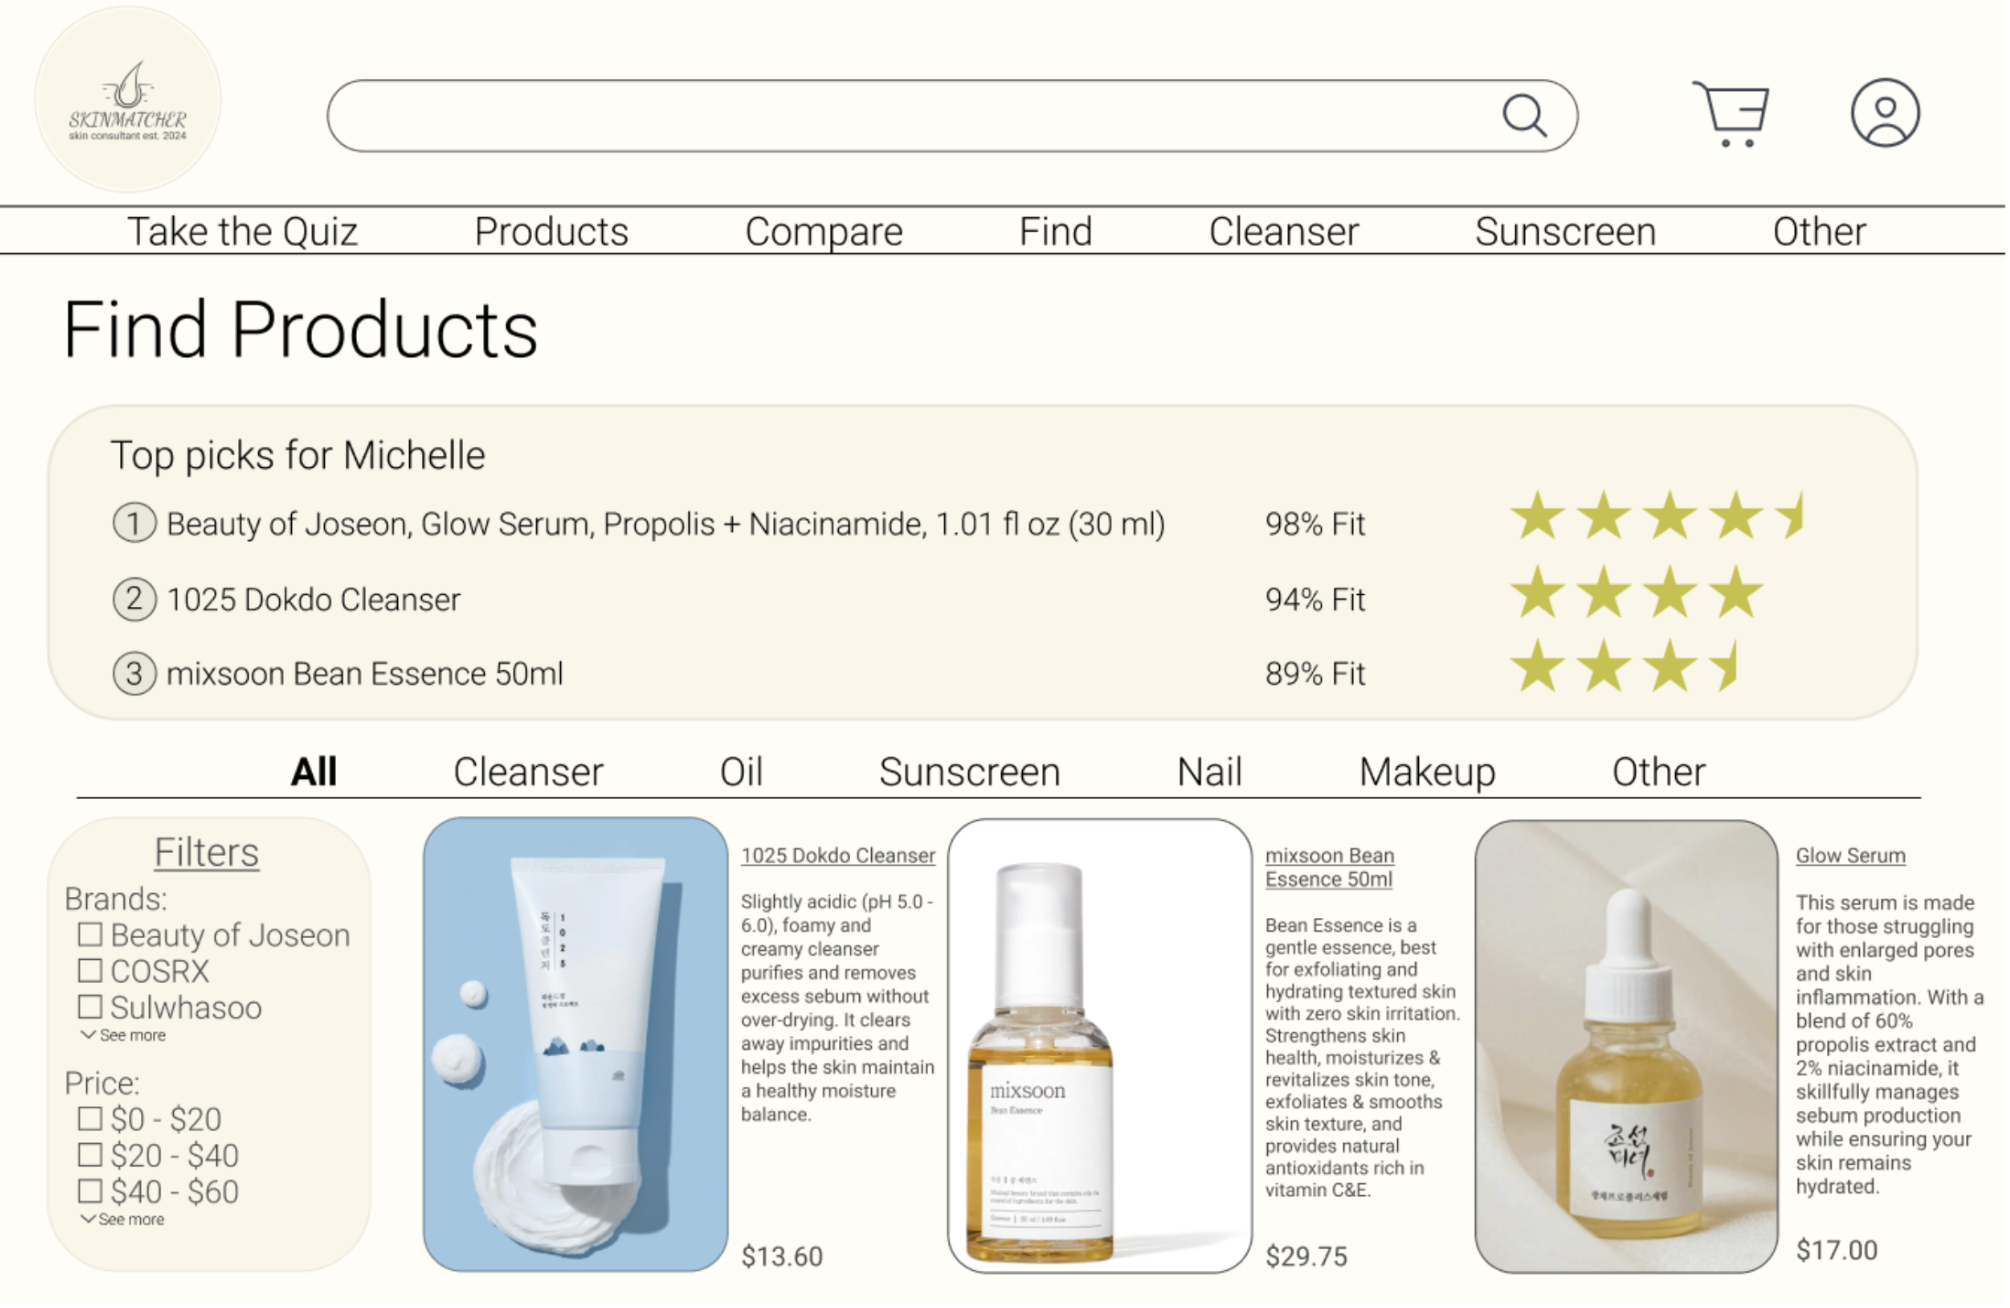 SKINMATCHER
skin consultant est. 2024
Take the Quiz
Products
Compare
Find
Cleanser
Sunscreen
Other
Find Products
Top picks for Michelle
1 Beauty of Joseon, Glow Serum, Propolis + Niacinamide, 1.01 fl oz (30 ml)
98% Fit
2 1025 Dokdo Cleanser
94% Fit
3 mixsoon Bean Essence 50ml
89% Fit
All
Cleanser
Oil
Sunscreen
Nail
Makeup
Other
Filters
Brands:
Beauty of Joseon
COSRX
Sulwhasoo
See more
Price:
$0 - $20
$20 - $40
$40 - $60
See more
독도클렌저
1025
1025 Dokdo Cleanser
Slightly acidic (pH 5.0 -
6.0), foamy and
creamy cleanser
purifies and removes
excess sebum without
over-drying. It clears
away impurities and
helps the skin maintain
a healthy moisture
balance.
$13.60
mixsoon
Bean Essence
mixsoon Bean
Essence 50ml
Bean Essence is a
gentle essence, best
for exfoliating and
hydrating textured skin
with zero skin irritation.
Strengthens skin
health, moisturizes &
revitalizes skin tone,
exfoliates & smooths
skin texture, and
provides natural
antioxidants rich in
vitamin C&E.
$29.75
조선
미녀
Glow Serum
This serum is made
for those struggling
with enlarged pores
and skin
inflammation. With a
blend of 60%
propolis extract and
2% niacinamide, it
skillfully manages
sebum production
while ensuring your
skin remains
hydrated.
$17.00